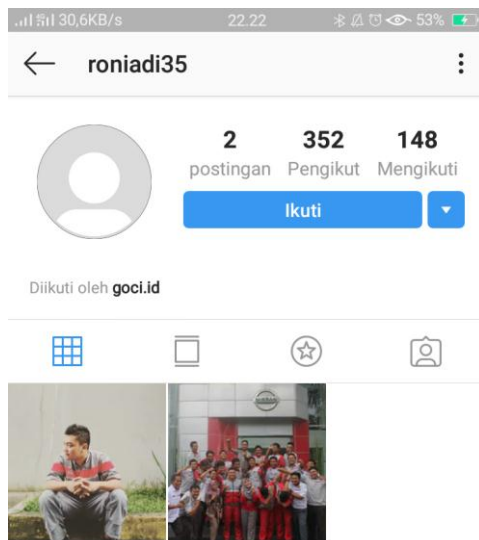 30,6KB/s 22.22 53%
roniadi35
2 352 148
postingan Pengikut Mengikuti
Ikuti
Diikuti oleh goci.id